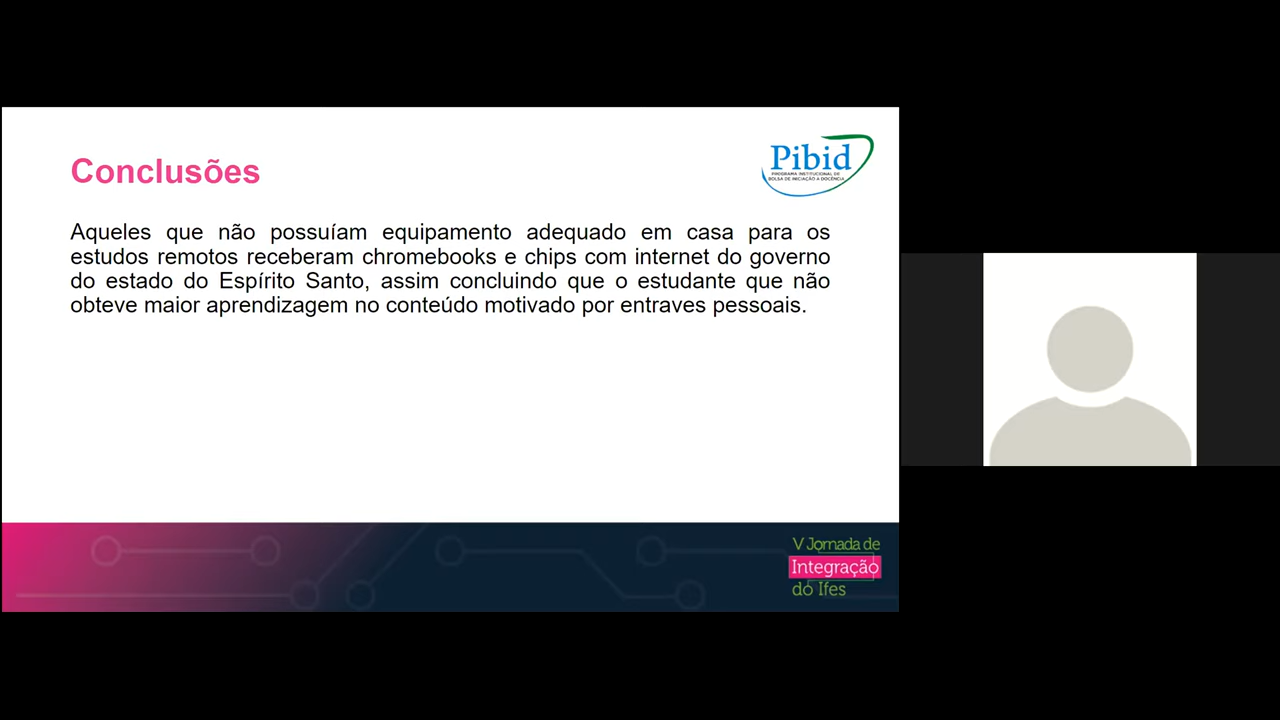 Conclusões
Pibid
PROGRAMA INSTITUCIONAL DE
BOLSA DE INICIAÇÃO À DOCÊNCIA
Aqueles que não possuíam equipamento adequado em casa para os
estudos remotos receberam chromebooks e chips com internet do governo
do estado do Espírito Santo, assim concluindo que o estudante que não
obteve maior aprendizagem no conteúdo motivado por entraves pessoais.
V Jornada de
Integração
do Ifes